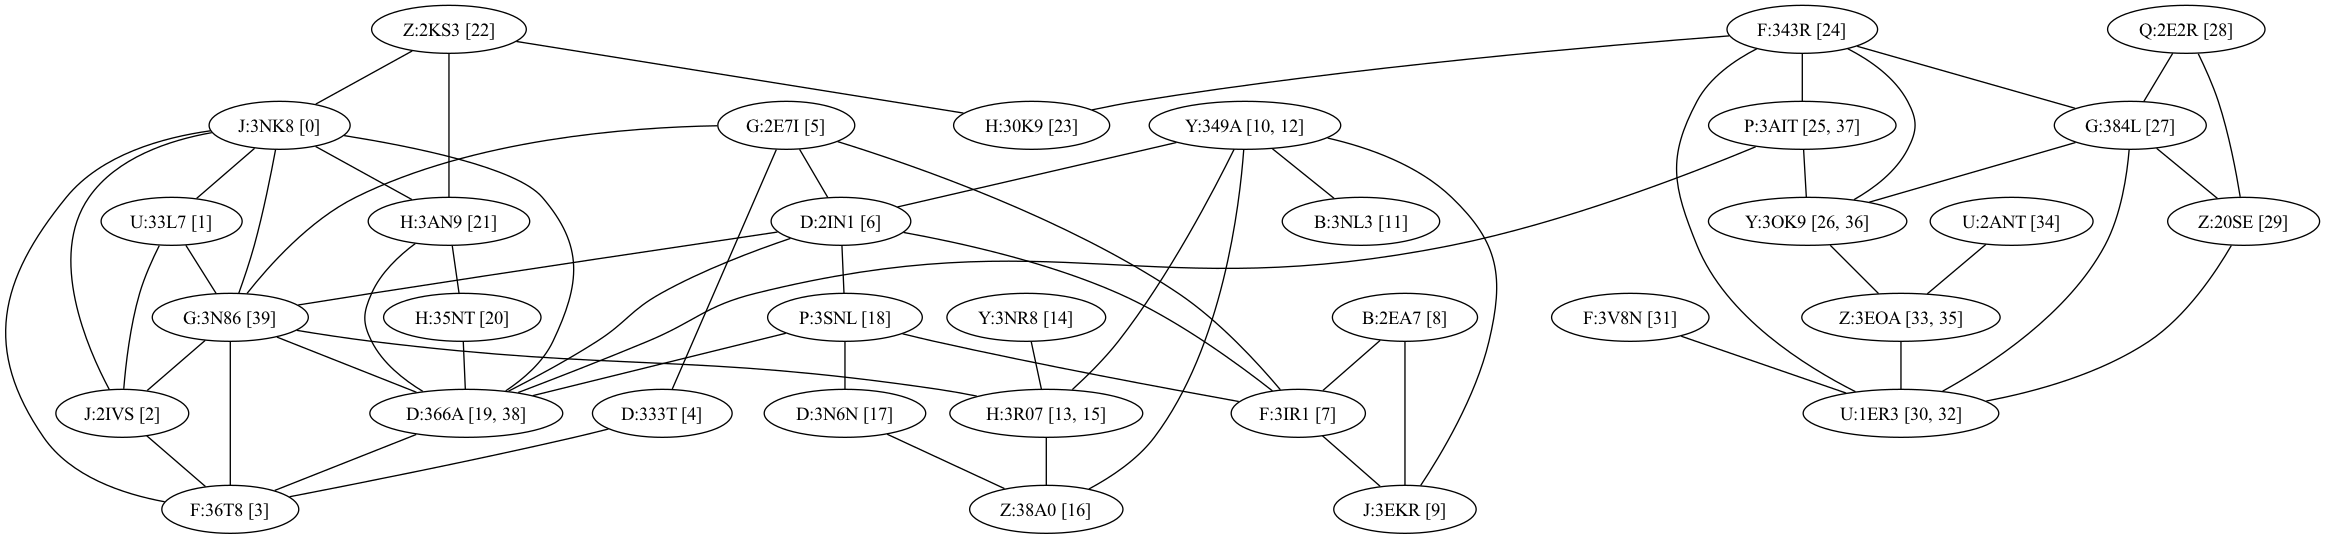 Z:2KS3 [22]
F:343R [24]
Q:2E2R [28]
J:3NK8 [0]
G:2E7I [5]
H:30K9 [23]
Y:349A [10, 12]
P:3AIT [25, 37]
G:384L [27]
U:33L7 [1]
H:3AN9 [21]
D:2IN1 [6]
B:3NL3 [11]
Y:3OK9 [26, 36]
U:2ANT [34]
Z:20SE [29]
G:3N86 [39]
H:35NT [20]
P:3SNL [18]
Y:3NR8 [14]
B:2EA7 [8]
F:3V8N [31]
Z:3EOA [33, 35]
J:2IVS [2]
D:366A [19, 38]
D:333T [4]
D:3N6N [17]
H:3R07 [13, 15]
F:3IR1 [7]
U:1ER3 [30, 32]
F:36T8 [3]
Z:38A0 [16]
J:3EKR [9]